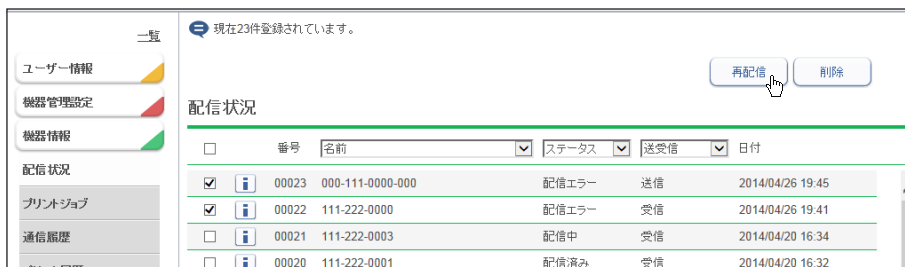 一覧
現在23件登録されています。
ユーザー情報
再配信 削除
機器管理設定
配信状況
機器情報
番号 名前 ステータス 送受信 日付
配信状況
00023 000-111-0000-000 配信エラー 送信 2014/04/26 19:45
プリントジョブ
00022 111-222-0000 配信エラー 受信 2014/04/26 19:41
通信履歴
00021 111-222-0003 配信中 受信 2014/04/20 16:34
00020 111-222-0001 配信済み 受信 2014/04/20 16:32